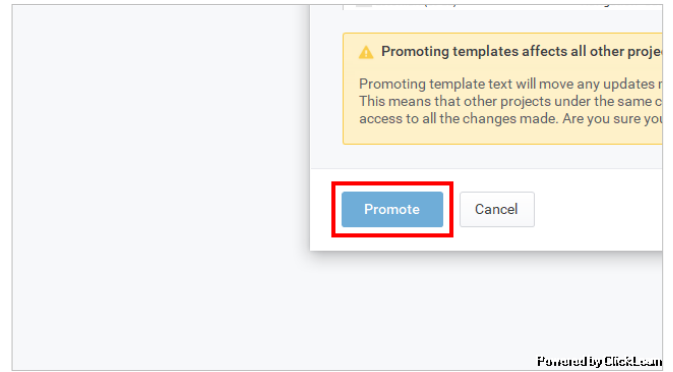 Promoting templates affects all other proje
Promoting template text will move any updates r
This means that other projects under the same c
access to all the changes made. Are you sure you
Promote
Cancel
Powered by ClickLearn